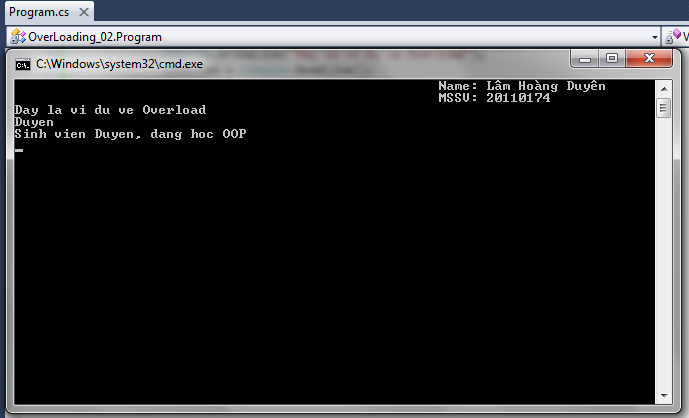 Program.cs
OverLoading_02.Program
C:\Windows\system32\cmd.exe
Name: Lâm Hoàng Duyên
MSSV: 20110174
Day la vi du ve Overload
Duyen
Sinh vien Duyen, dang hoc OOP